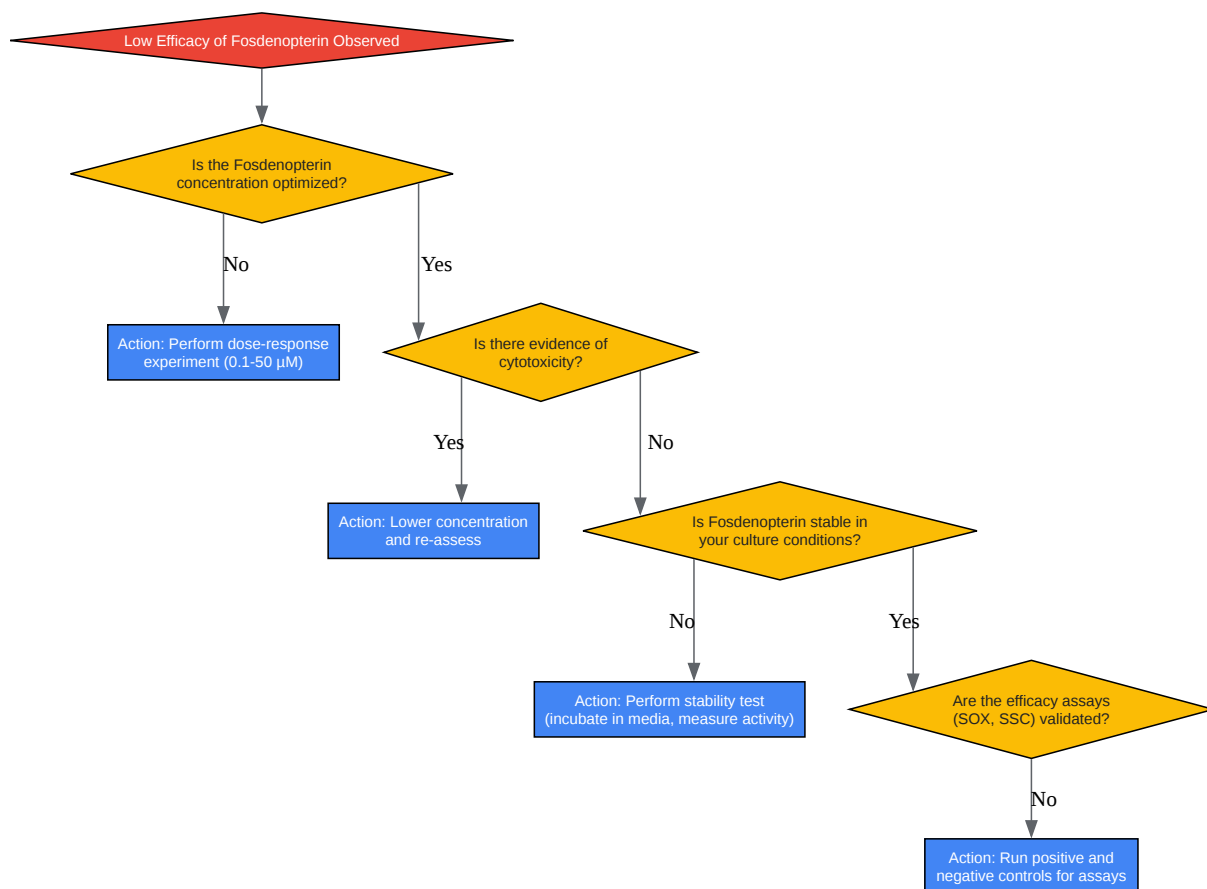 Low Efficacy of Fosdenopterin Observed
Is the Fosdenopterin
concentration optimized?
No
Yes
Action: Perform dose-response
experiment (0.1-50 µM)
Is there evidence of
cytotoxicity?
Yes
No
Action: Lower concentration
and re-assess
Is Fosdenopterin stable in
your culture conditions?
No
Yes
Action: Perform stability test
(incubate in media, measure activity)
Are the efficacy assays
(SOX, SSC) validated?
No
Action: Run positive and
negative controls for assays